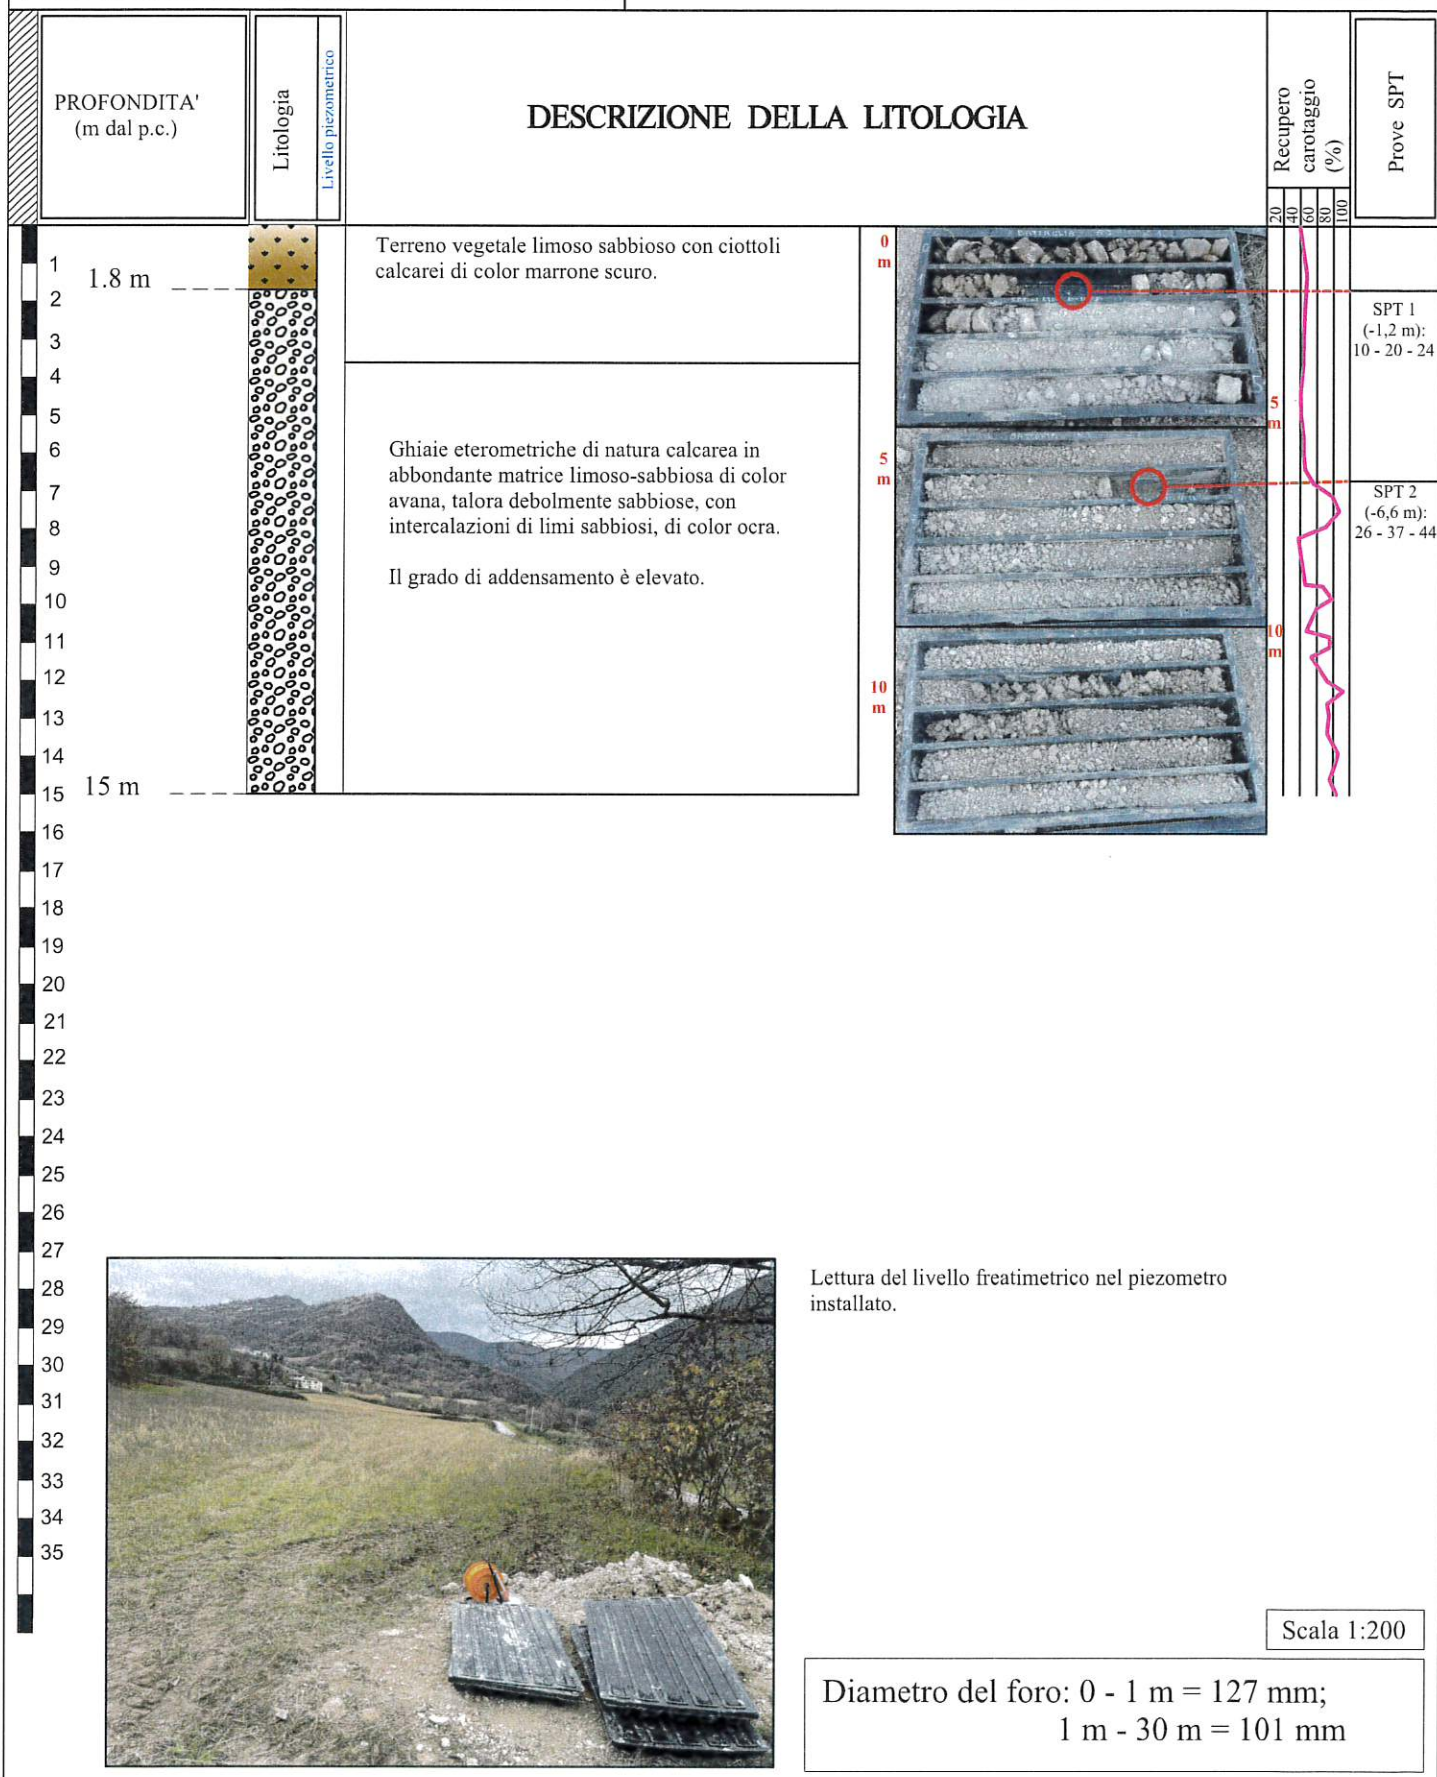 PROFONDITA'
(m dal p.c.)
Litologia
Livello piezometrico
DESCRIZIONE DELLA LITOLOGIA
Recupero
carotaggio
(%)
Prove SPT
20
40
60
80
100
1
2
3
4
5
6
7
8
9
10
11
12
13
14
15
16
17
18
19
20
21
22
23
24
25
26
27
28
29
30
31
32
33
34
35
1.8 m
15 m
Terreno vegetale limoso sabbioso con ciottoli
calcarei di color marrone scuro.
Ghiaie eterometriche di natura calcarea in
abbondante matrice limoso-sabbiosa di color
avana, talora debolmente sabbiose, con
intercalazioni di limi sabbiosi, di color ocra.
Il grado di addensamento è elevato.
0
m
5
m
5
m
10
m
10
m
SPT 1
(-1,2 m):
10 - 20 - 24
SPT 2
(-6,6 m):
26 - 37 - 44
Lettura del livello freatimetrico nel piezometro
installato.
Scala 1:200
Diametro del foro: 0 - 1 m = 127 mm;
1 m - 30 m = 101 mm